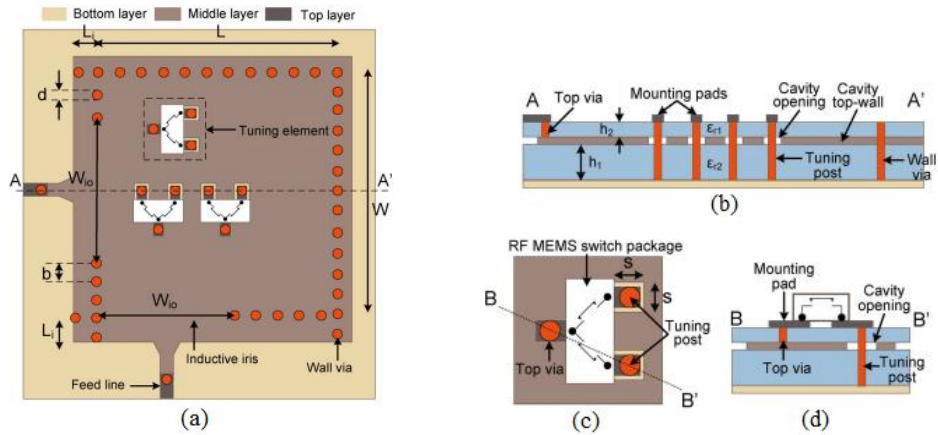 Bottom layer Middle layer Top layer
Li
L
d
Tuning element
Wio
A
A'
W
b
Wio
Li
Inductive iris
Feed line
Wall via
(a)
A
Top via
Mounting pads
Cavity opening
Cavity top-wall
A'
h2
εr1
h1
εr2
Tuning post
Wall via
(b)
RF MEMS switch package
S
S
B
Top via
Tuning post
B'
(c)
Mounting pad
Cavity opening
B
B'
Top via
Tuning post
(d)